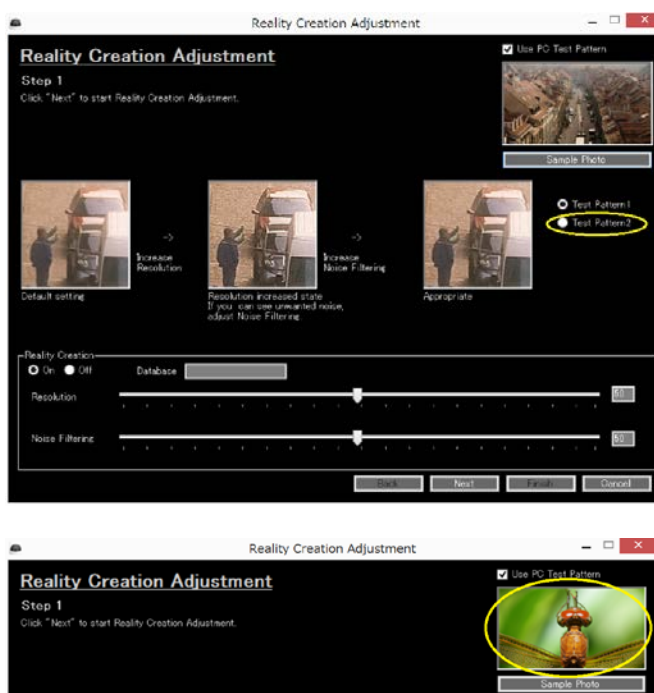 Reality Creation Adjustment
Reality Creation Adjustment
Use PC Test Pattern
Step 1
Click "Next" to start Reality Creation Adjustment.
Sample Photo
Test Pattern1
Test Pattern2
->
Increase
Resolution
->
Increase
Noise Filtering
Default setting
Resolution increased state
If you can see unwanted noise,
adjust Noise Filtering
Appropriate
Reality Creation
On Off Database
Resolution
Noise Filtering 50
Back Next Finish Cancel
Reality Creation Adjustment
Reality Creation Adjustment
Use PC Test Pattern
Step 1
Click "Next" to start Reality Creation Adjustment.
Sample Photo